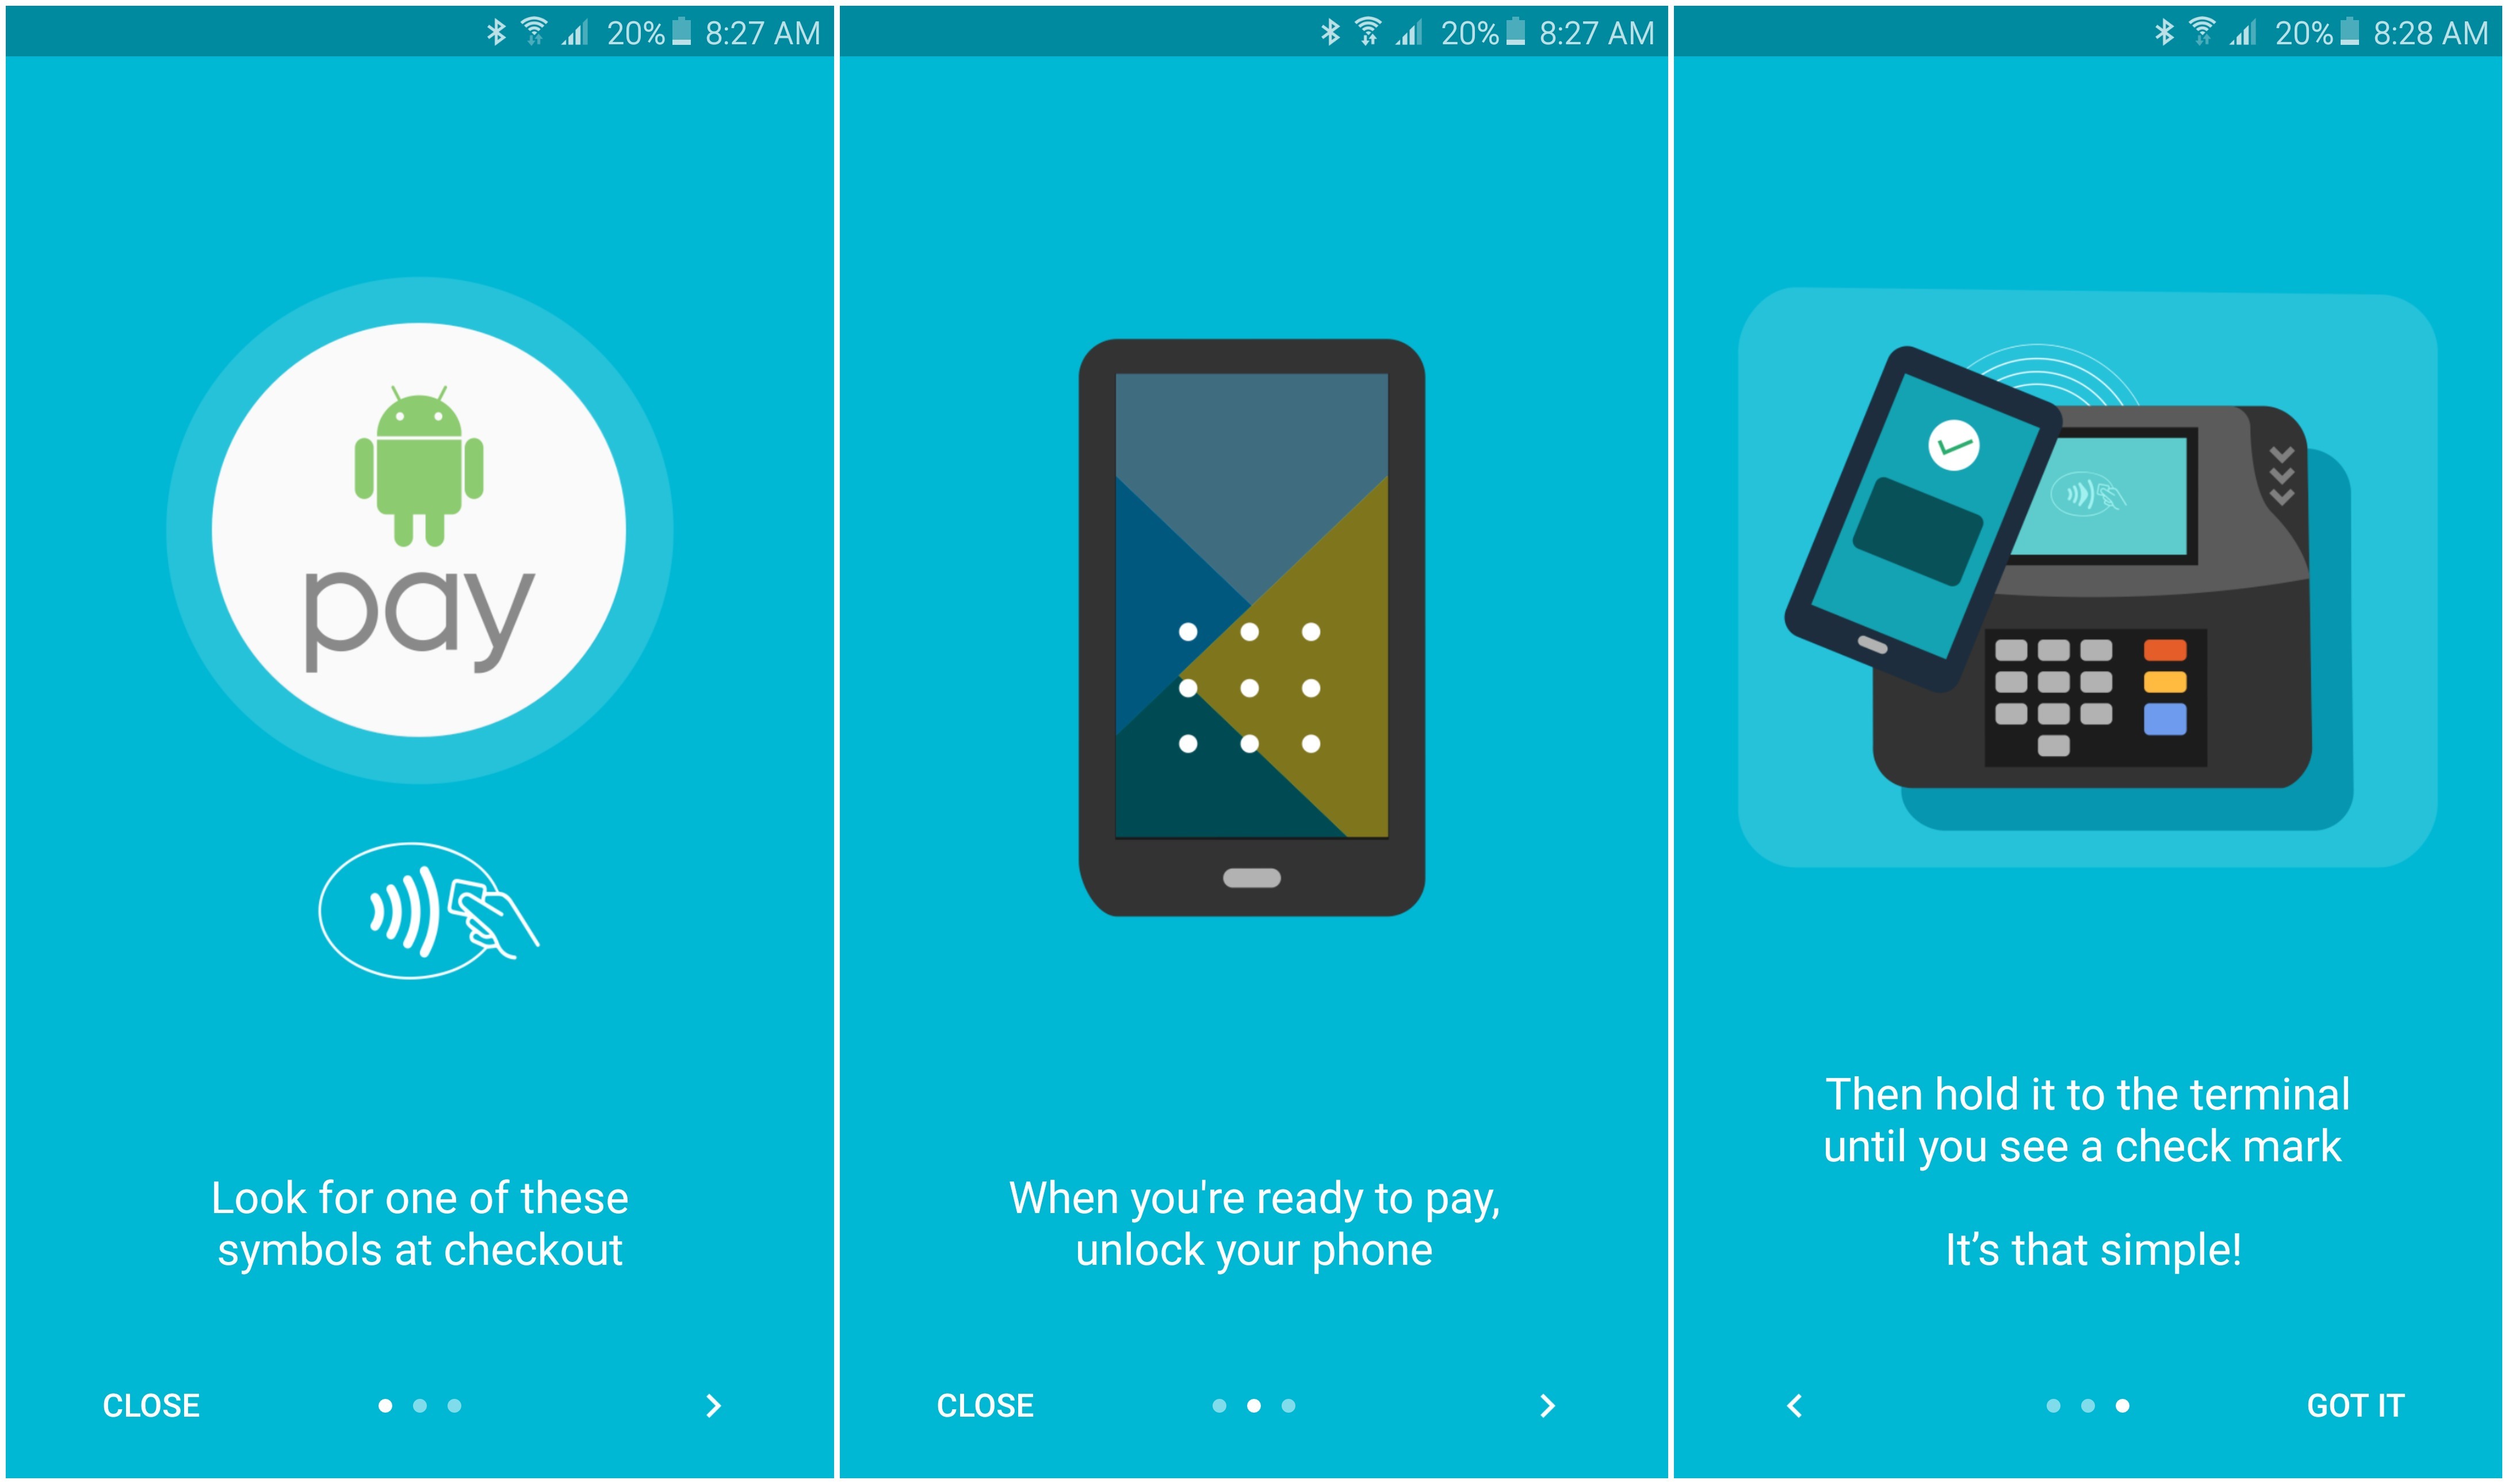 20% 8:27 AM
pay
Look for one of these
symbols at checkout
CLOSE
20% 8:27 AM
When you're ready to pay,
unlock your phone
CLOSE
20% 8:28 AM
Then hold it to the terminal
until you see a check mark
It’s that simple!
GOT IT